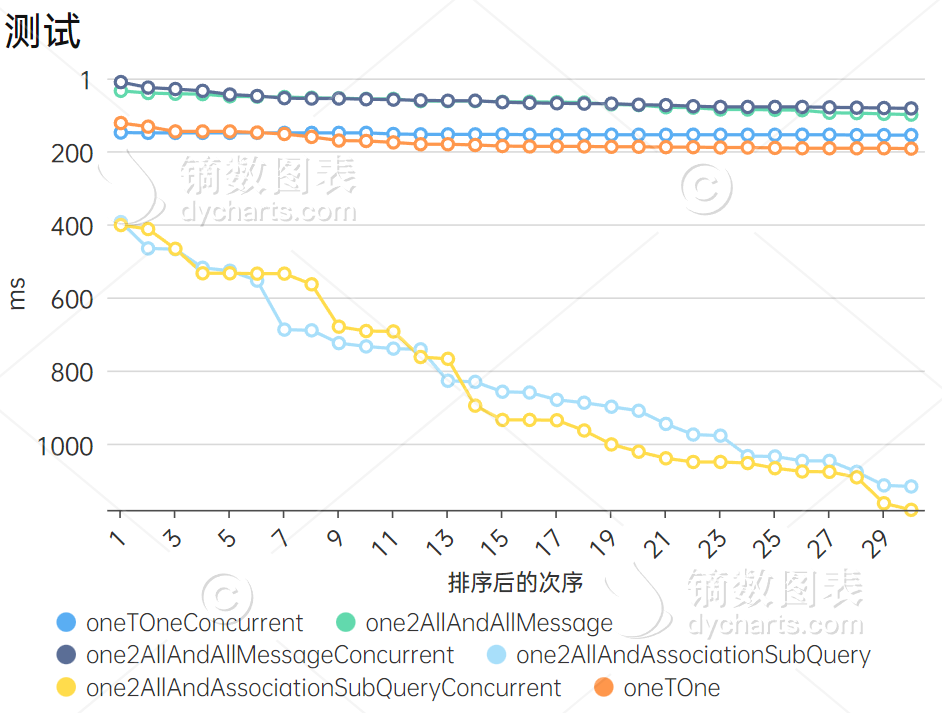 测试
1
200
400
600
800
1000
ms
1 3 5 7 9 11 13 15 17 19 21 23 25 27 29
排序后的次序
镝数图表
dycharts.com
©
©
镝数图表
dycharts.com
oneTOneConcurrent one2AllAndAllMessage
one2AllAndAllMessageConcurrent one2AllAndAssociationSubQuery
one2AllAndAssociationSubQueryConcurrent oneTOne